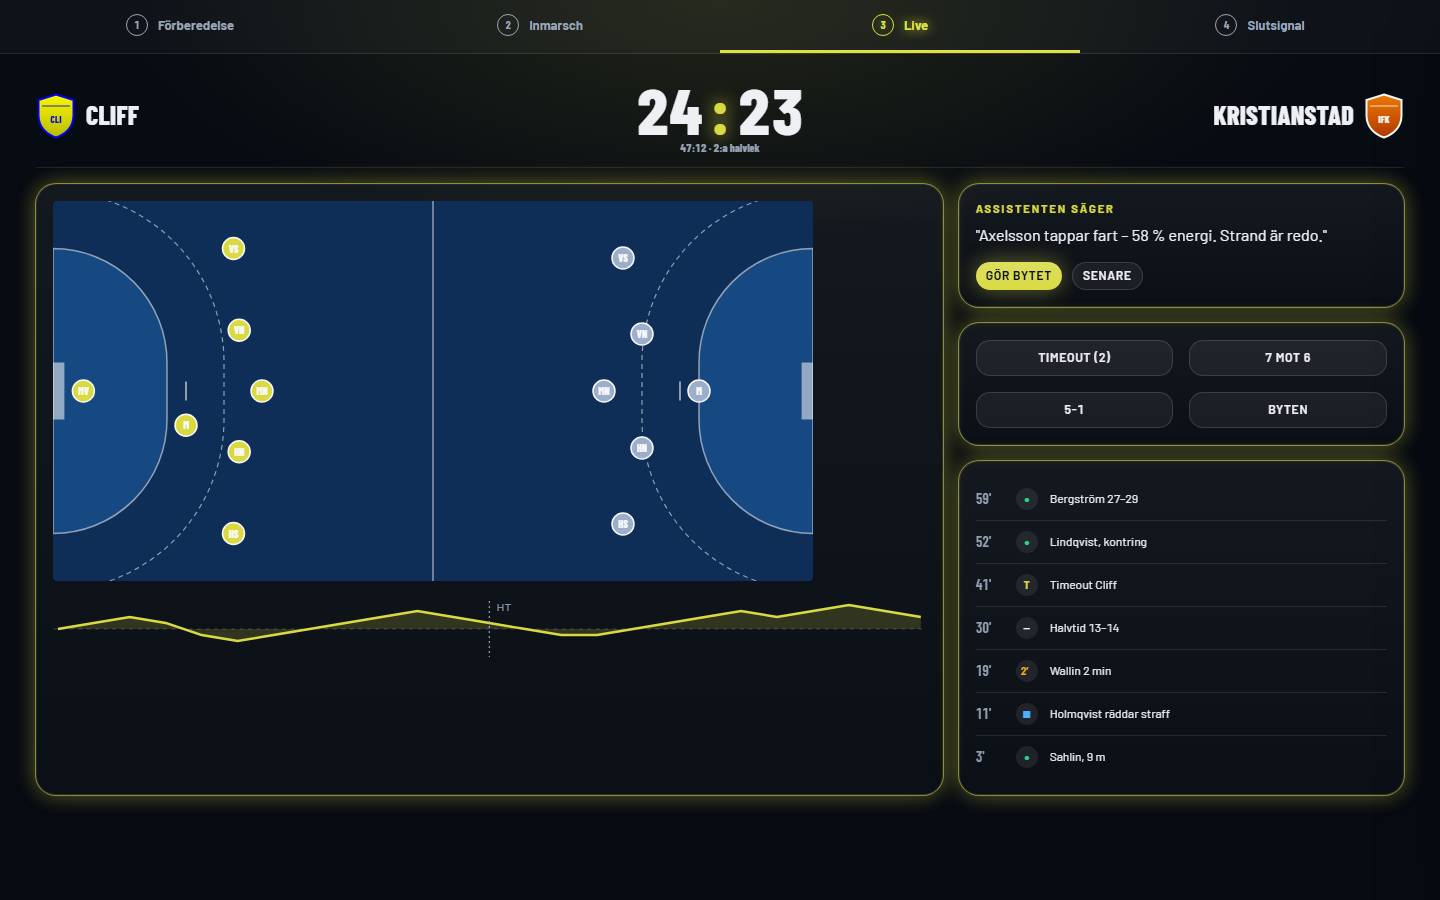 1 Förberedelse
2 Inmarsch
3 Live
4 Slutsignal
CLI CLIFF
24:23
47:12 · 2:a halvlek
KRISTIANSTAD IFK
VS
VN
MV
MN
M
HN
HS
VS
VN
MN
M
HN
HS
HT
ASSISTENTEN SÄGER
"Axelsson tappar fart – 58 % energi. Strand är redo."
GÖR BYTET SENARE
TIMEOUT (2) 7 MOT 6
5-1 BYTEN
59' Bergström 27–29
52' Lindqvist, kontring
41' T Timeout Cliff
30' – Halvtid 13–14
19' 2' Wallin 2 min
11' Holmqvist räddar straff
3' Sahlin, 9 m